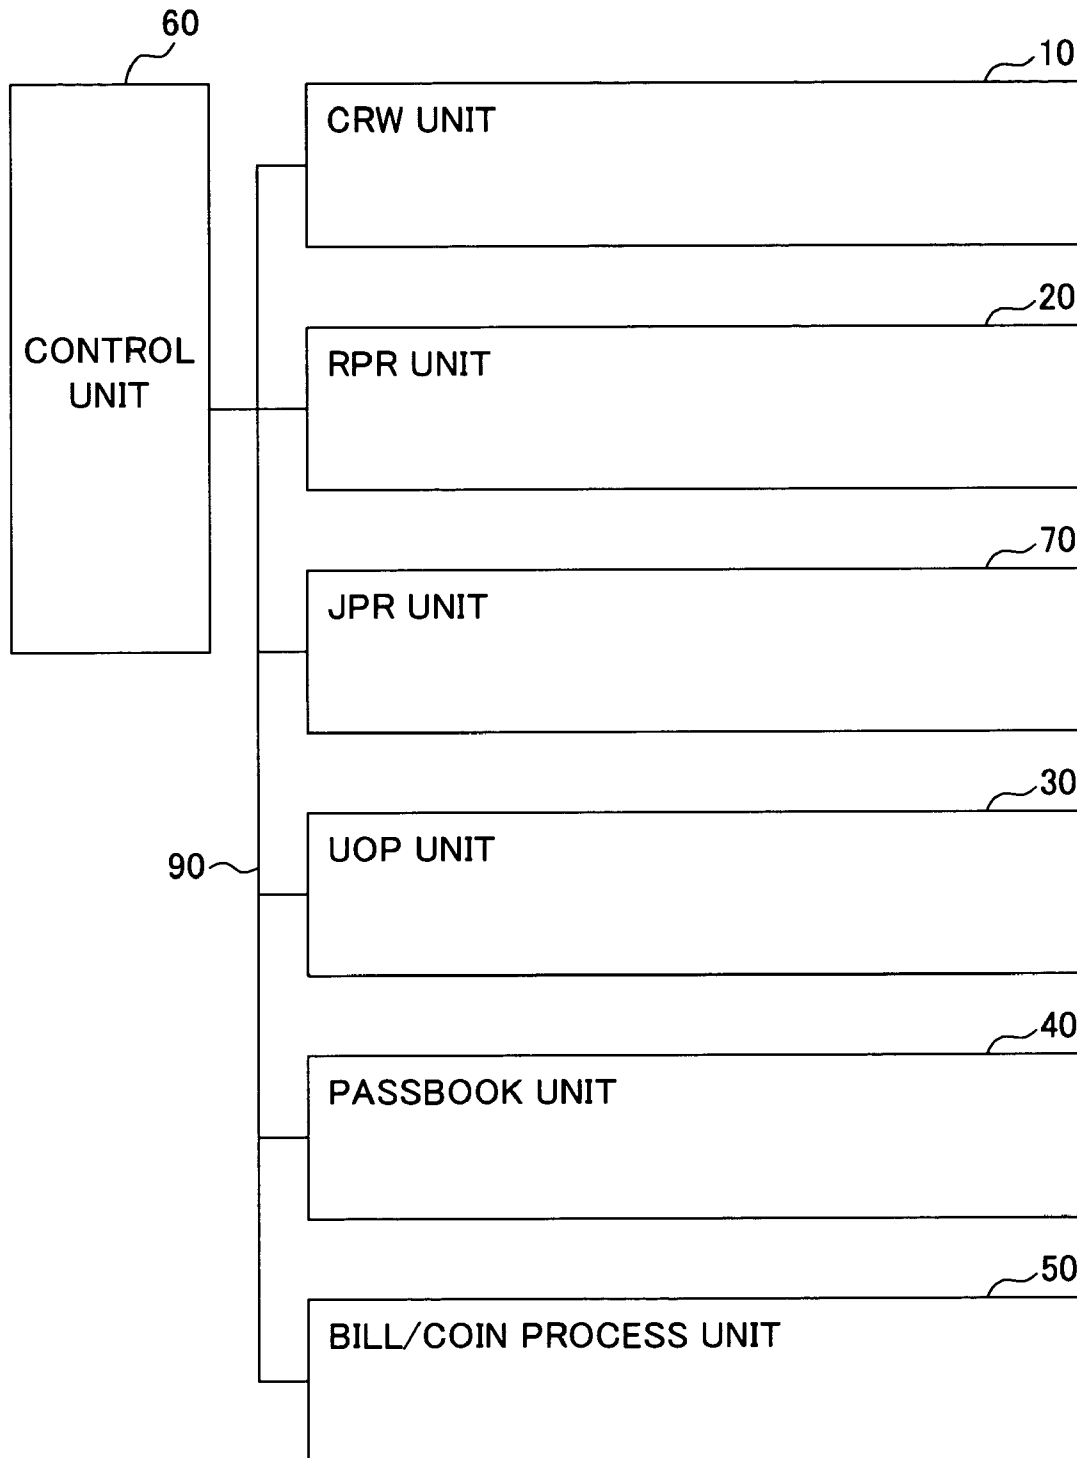 60
10
CRW UNIT
20
CONTROL
UNIT
RPR UNIT
70
JPR UNIT
30
UOP UNIT
90
40
PASSBOOK UNIT
50
BILL/COIN PROCESS UNIT